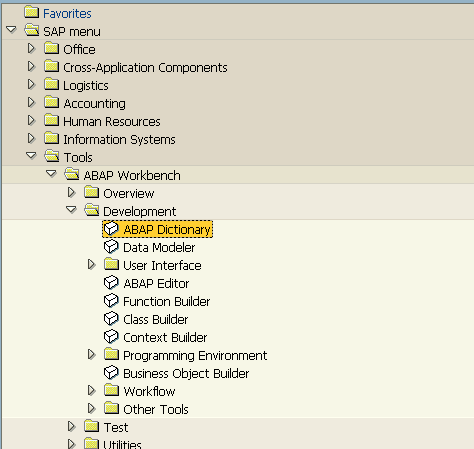 Favorites
SAP menu
Office
Cross-Application Components
Logistics
Accounting
Human Resources
Information Systems
Tools
ABAP Workbench
Overview
Development
ABAP Dictionary
Data Modeler
User Interface
ABAP Editor
Function Builder
Class Builder
Context Builder
Programming Environment
Business Object Builder
Workflow
Other Tools
Test
Utilities